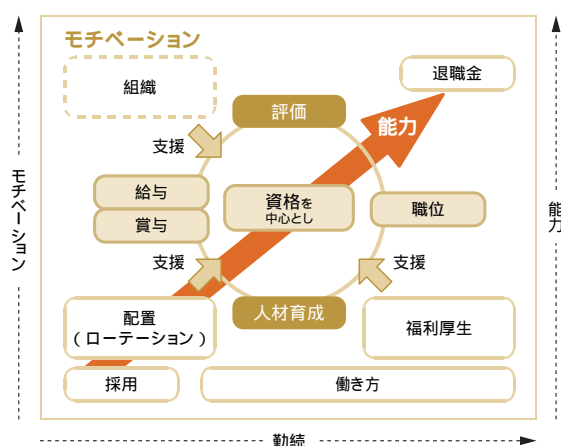 モチベーション
組織
退職金
評価
能力
支援
給与
賞与
資格を
中心とし
職位
支援
支援
人材育成
配置
(ローテーション)
福利厚生
採用
働き方
モチベーション
能力
勤続